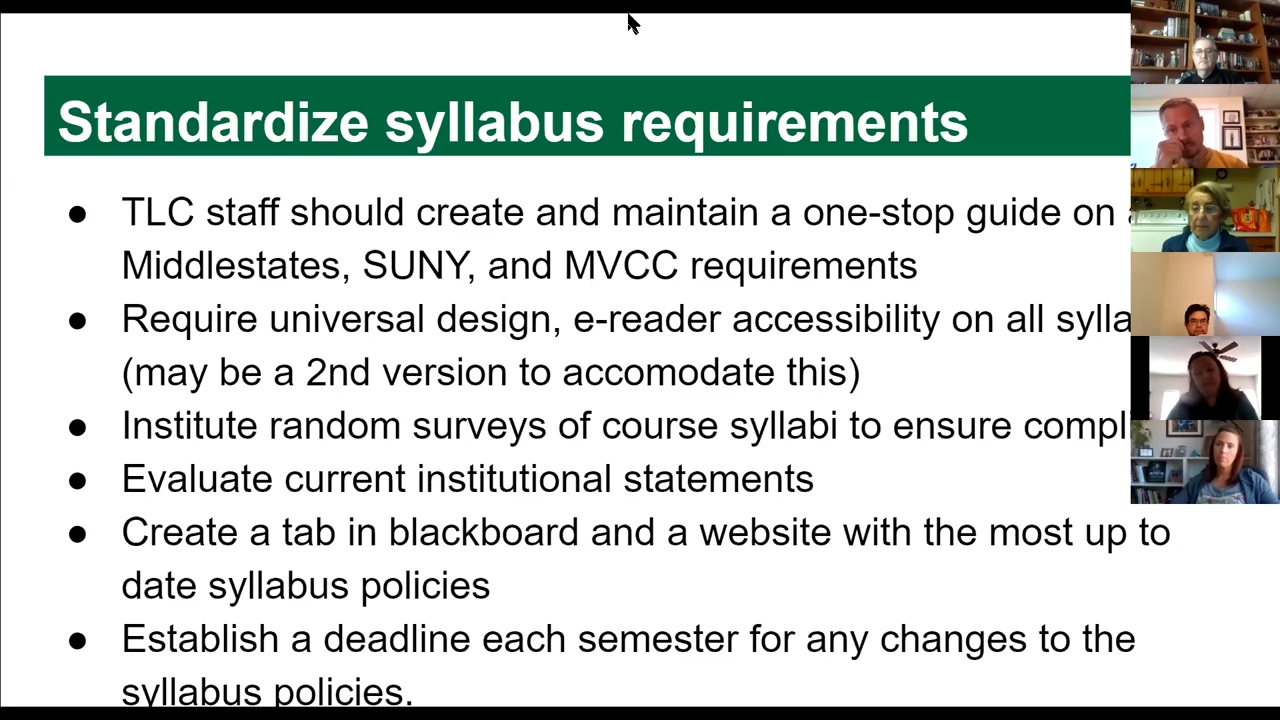 Standardize syllabus requirements
● TLC staff should create and maintain a one-stop guide on
Middlestates, SUNY, and MVCC requirements
● Require universal design, e-reader accessibility on all
(may be a 2nd version to accomodate this)
● Institute random surveys of course syllabi to ensure
● Evaluate current institutional statements
● Create a tab in blackboard and a website with the most up to
date syllabus policies
● Establish a deadline each semester for any changes to the
syllabus policies.